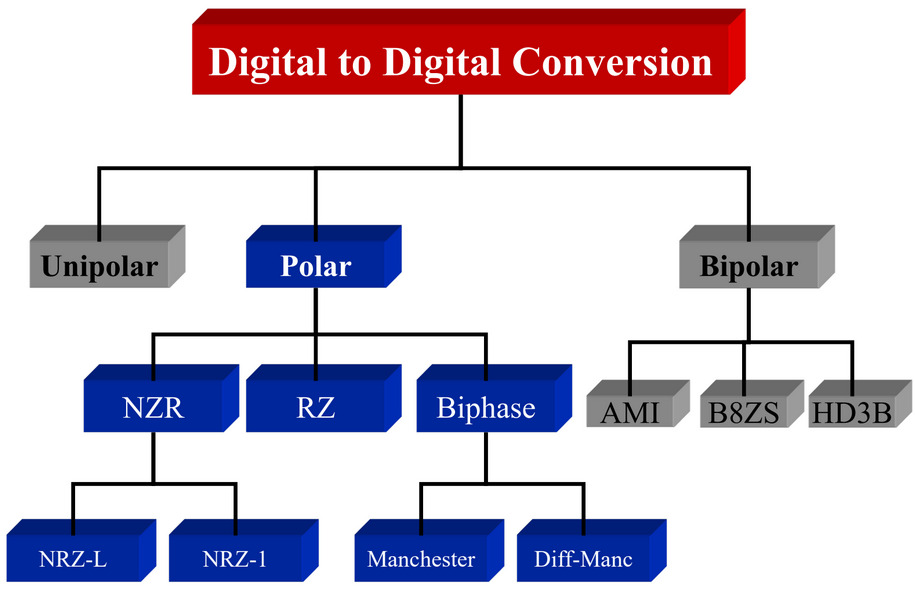 Digital to Digital Conversion
Unipolar
Polar
Bipolar
NZR
RZ
Biphase
AMI
B8ZS
HD3B
NRZ-L
NRZ-1
Manchester
Diff-Manc